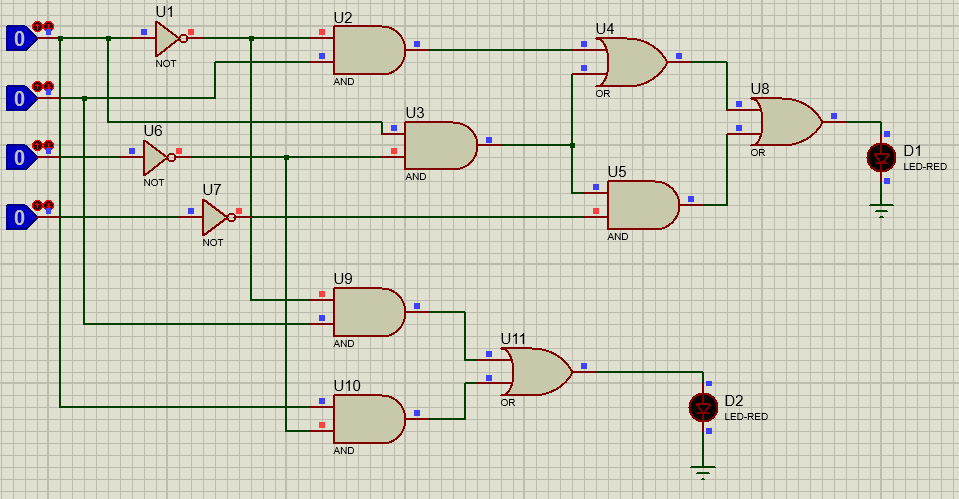 U1
NOT
U2
AND
U4
OR
U8
OR
D1
LED-RED
0
0
U3
AND
U6
NOT
0
U5
AND
U7
NOT
0
U9
AND
U11
OR
U10
AND
D2
LED-RED